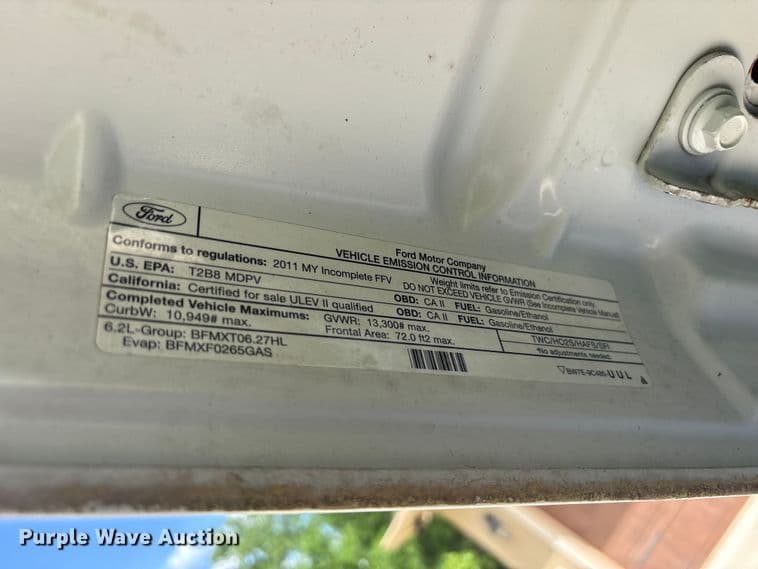 Ford
Ford Motor Company
VEHICLE EMISSION CONTROL INFORMATION
Conforms to regulations: 2011 MY Incomplete FFV
Weight limits refer to Emission Certification only.
DO NOT EXCEED VEHICLE GVWR (See Incomplete Vehicle Manual)
U.S. EPA: T2B8 MDPV OBD: CA II FUEL: Gasoline/Ethanol
California: Certified for sale ULEV II qualified OBD: CA II FUEL: Gasoline/Ethanol
Completed Vehicle Maximums: GVWR: 13,300# max.
CurbW: 10,949# max. Frontal Area: 72.0 ft2 max.
6.2L-Group: BFMXT06.27HL
Evap: BFMXF0265GAS
TWC/HO2S/HAFS/SFI
*No adjustments needed.
BW7E-9C485-UUL
Purple Wave Auction